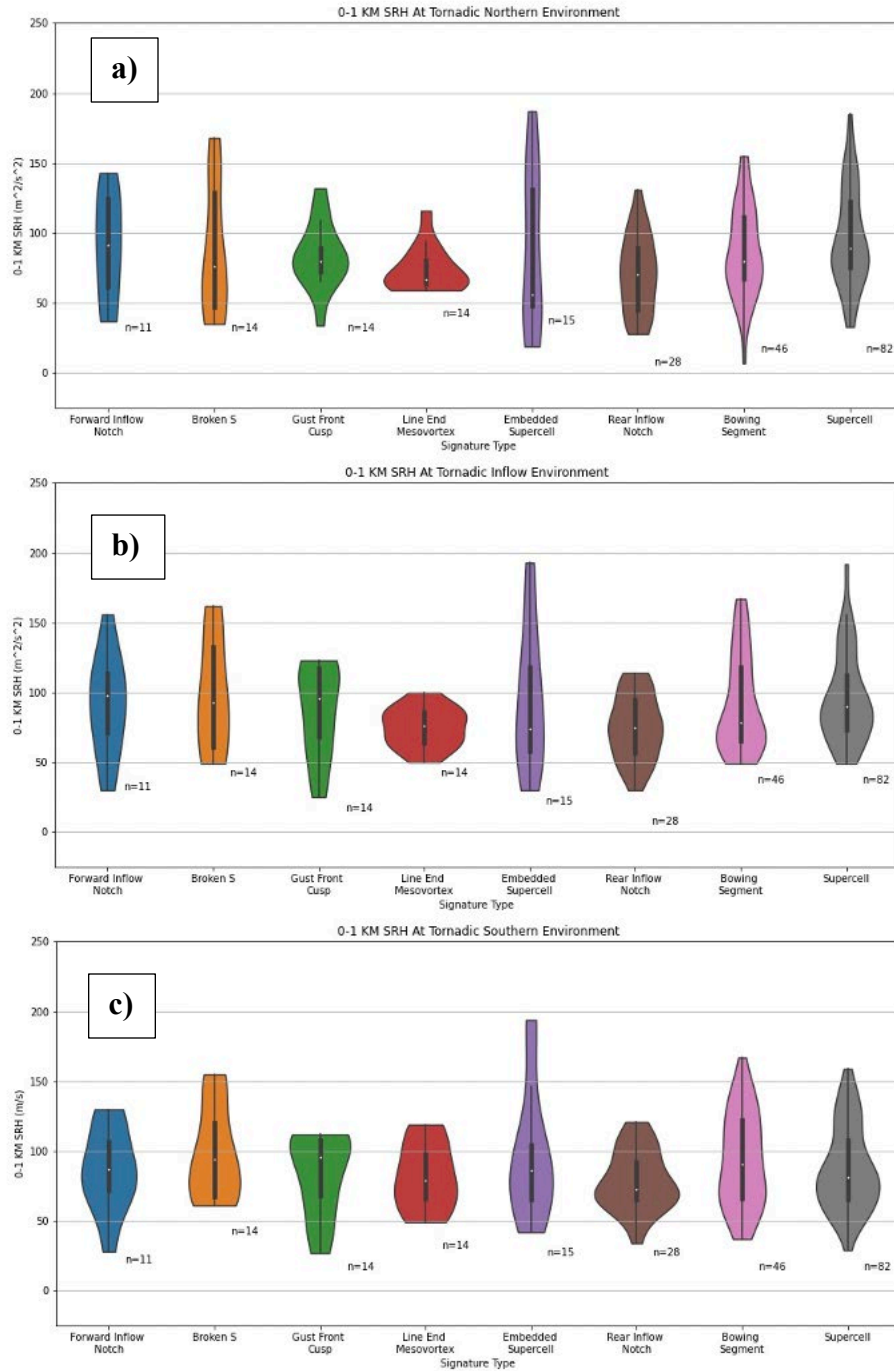 0-1 KM SRH At Tornadic Northern Environment
a)
0-1 KM SRH (m^2/s^2)
250
200
150
100
50
0
n=11
n=14
n=14
n=14
n=15
n=28
n=46
n=82
Forward Inflow
Notch
Broken S
Gust Front
Cusp
Line End
Mesovortex
Embedded
Supercell
Rear Inflow
Notch
Bowing
Segment
Supercell
Signature Type
0-1 KM SRH At Tornadic Inflow Environment
b)
0-1 KM SRH (m^2/s^2)
250
200
150
100
50
0
n=11
n=14
n=14
n=14
n=15
n=28
n=46
n=82
Forward Inflow
Notch
Broken S
Gust Front
Cusp
Line End
Mesovortex
Embedded
Supercell
Rear Inflow
Notch
Bowing
Segment
Supercell
Signature Type
0-1 KM SRH At Tornadic Southern Environment
c)
0-1 KM SRH (m/s)
250
200
150
100
50
0
n=11
n=14
n=14
n=14
n=15
n=28
n=46
n=82
Forward Inflow
Notch
Broken S
Gust Front
Cusp
Line End
Mesovortex
Embedded
Supercell
Rear Inflow
Notch
Bowing
Segment
Supercell
Signature Type